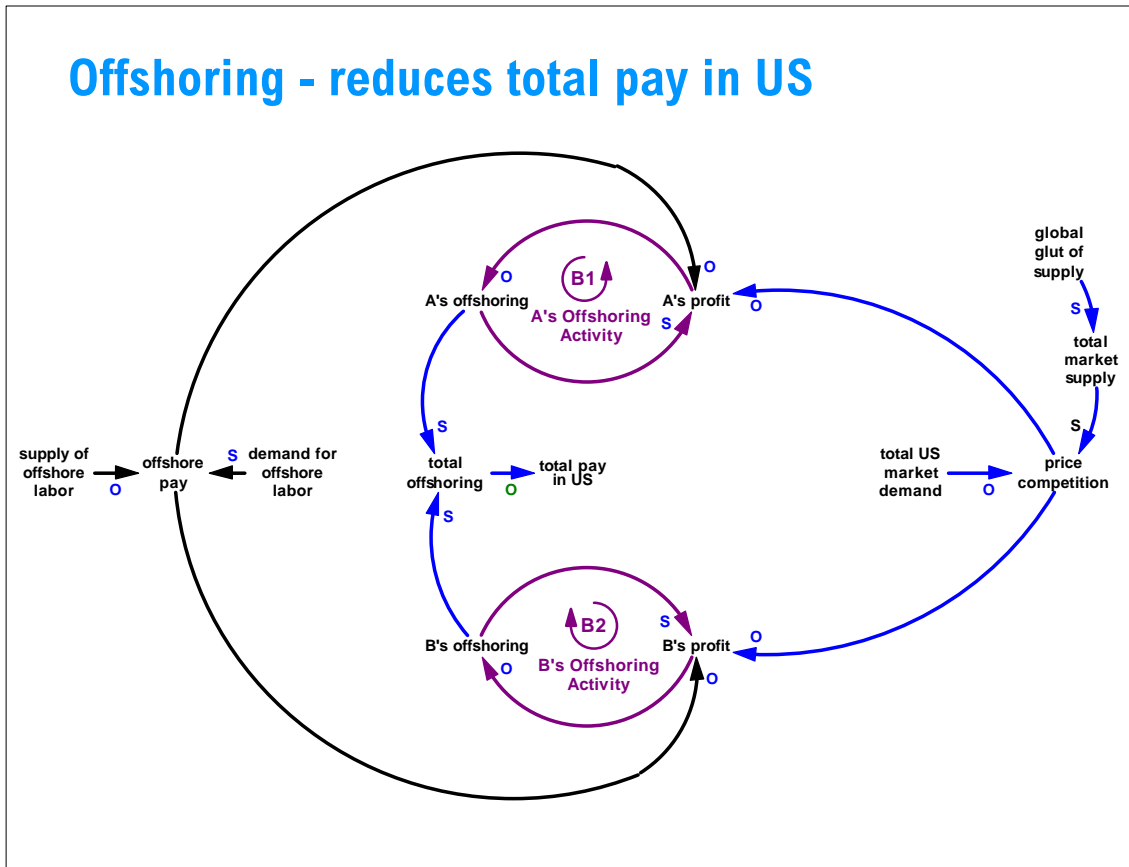 Offshoring - reduces total pay in US
global
glut of
supply
S
total
market
supply
S
O
B1
O
A's offshoring
A's profit
O
A's Offshoring
Activity
S
S
supply of
offshore
labor
O
offshore
pay
S
demand for
offshore
labor
total
offshoring
O
total pay
in US
total US
market
demand
O
price
competition
S
B2
S
O
B's offshoring
B's profit
O
B's Offshoring
Activity
O